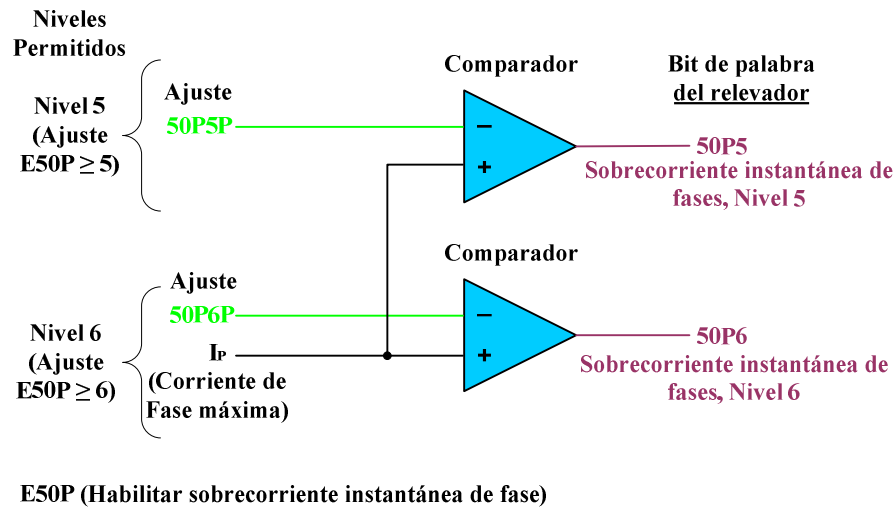 Niveles
Permitidos
Nivel 5
(Ajuste
E50P ≥ 5)
Ajuste
50P5P
Comparador
−
+
Bit de palabra
del relevador
50P5
Sobrecorriente instantánea de
fases, Nivel 5
Nivel 6
(Ajuste
E50P ≥ 6)
Ajuste
50P6P
IP
(Corriente de
Fase máxima)
Comparador
−
+
50P6
Sobrecorriente instantánea de
fases, Nivel 6
E50P (Habilitar sobrecorriente instantánea de fase)